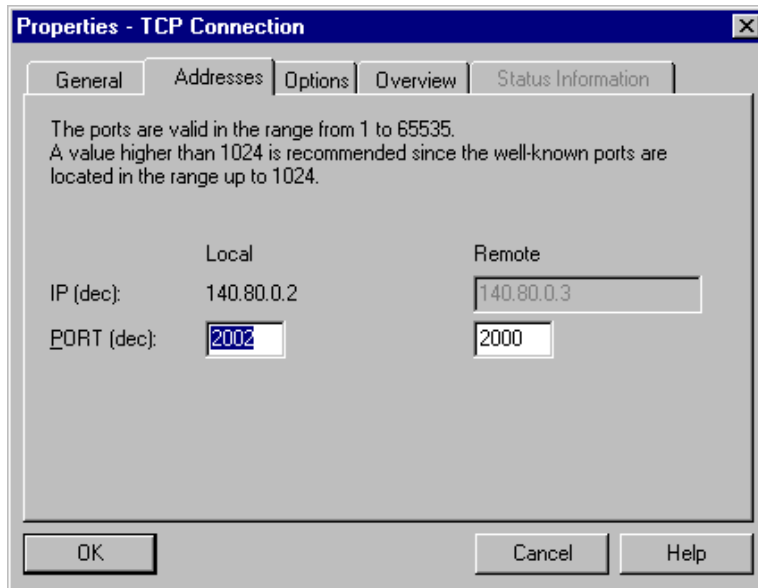 Properties - TCP Connection
General Addresses Options Overview Status Information
The ports are valid in the range from 1 to 65535.
A value higher than 1024 is recommended since the well-known ports are
located in the range up to 1024.
Local Remote
IP (dec): 140.80.0.2 140.80.0.3
PORT (dec): 2002 2000
OK Cancel Help